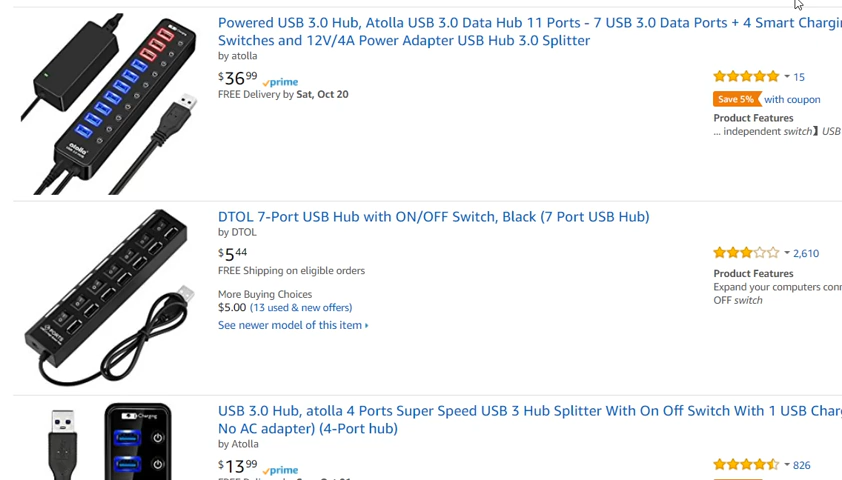 Powered USB 3.0 Hub, Atolla USB 3.0 Data Hub 11 Ports - 7 USB 3.0 Data Ports + 4 Smart Chargi
Switches and 12V/4A Power Adapter USB Hub 3.0 Splitter
by atolla
$36 99 prime
FREE Delivery by Sat, Oct 20
15
Save 5% with coupon
Product Features
... independent switch】 USB
atolla
DTOL 7-Port USB Hub with ON/OFF Switch, Black (7 Port USB Hub)
by DTOL
$5 44
FREE Shipping on eligible orders
More Buying Choices
$5.00 (13 used & new offers)
See newer model of this item
2,610
Product Features
Expand your computers conn
OFF switch
USB 3.0 Hub, atolla 4 Ports Super Speed USB 3 Hub Splitter With On Off Switch With 1 USB Char
No AC adapter) (4-Port hub)
by Atolla
$13 99 prime
826
Charging